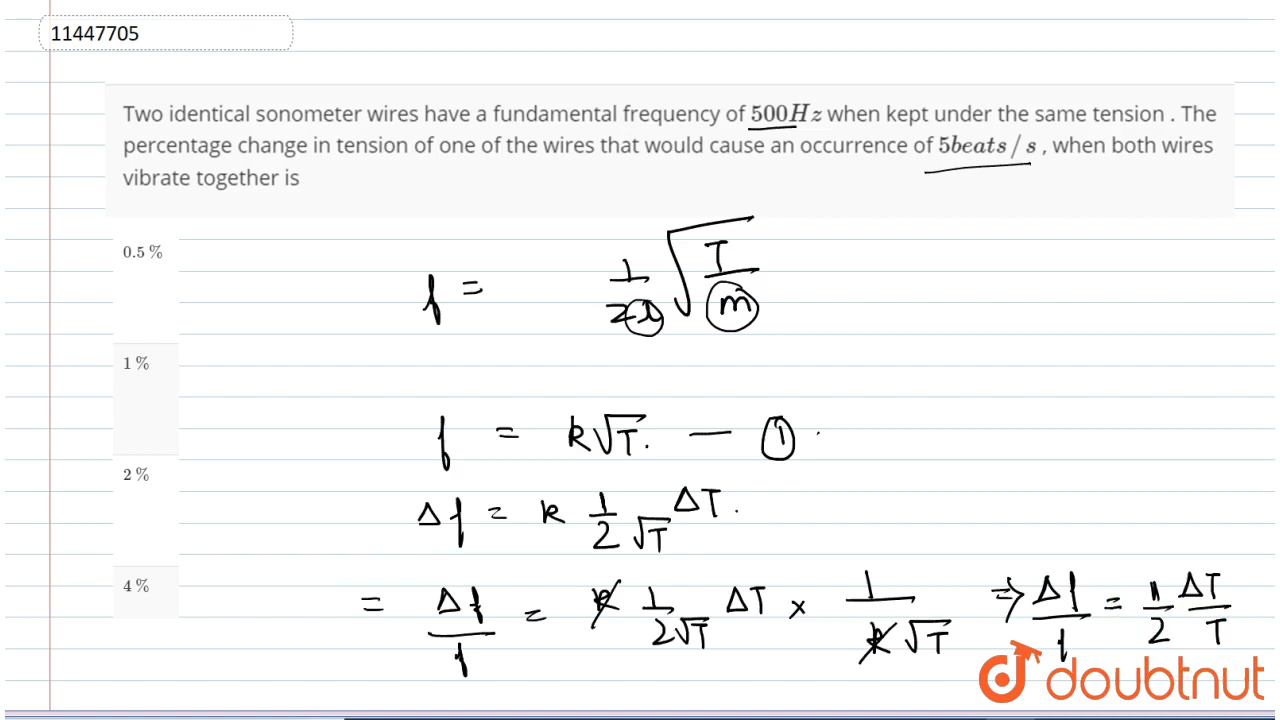 11447705
Two identical sonometer wires have a fundamental frequency of 500Hz when kept under the same tension . The
percentage change in tension of one of the wires that would cause an occurrence of 5beats/s , when both wires
vibrate together is
0.5 %
f = 1/2l √(T/m)
1 %
f = k√T. — ①
2 %
Δf = k 1/2√T ΔT.
4 %
= Δf/f = k 1/2√T ΔT × 1/k√T ⇒ Δf/f = 1/2 ΔT/T
doubtnut